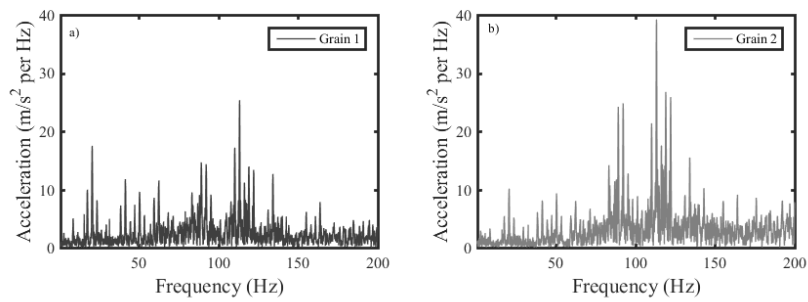 a)
Grain 1
Acceleration (m/s² per Hz)
40
30
20
10
0
50
100
150
200
Frequency (Hz)
b)
Grain 2
Acceleration (m/s² per Hz)
40
30
20
10
0
50
100
150
200
Frequency (Hz)